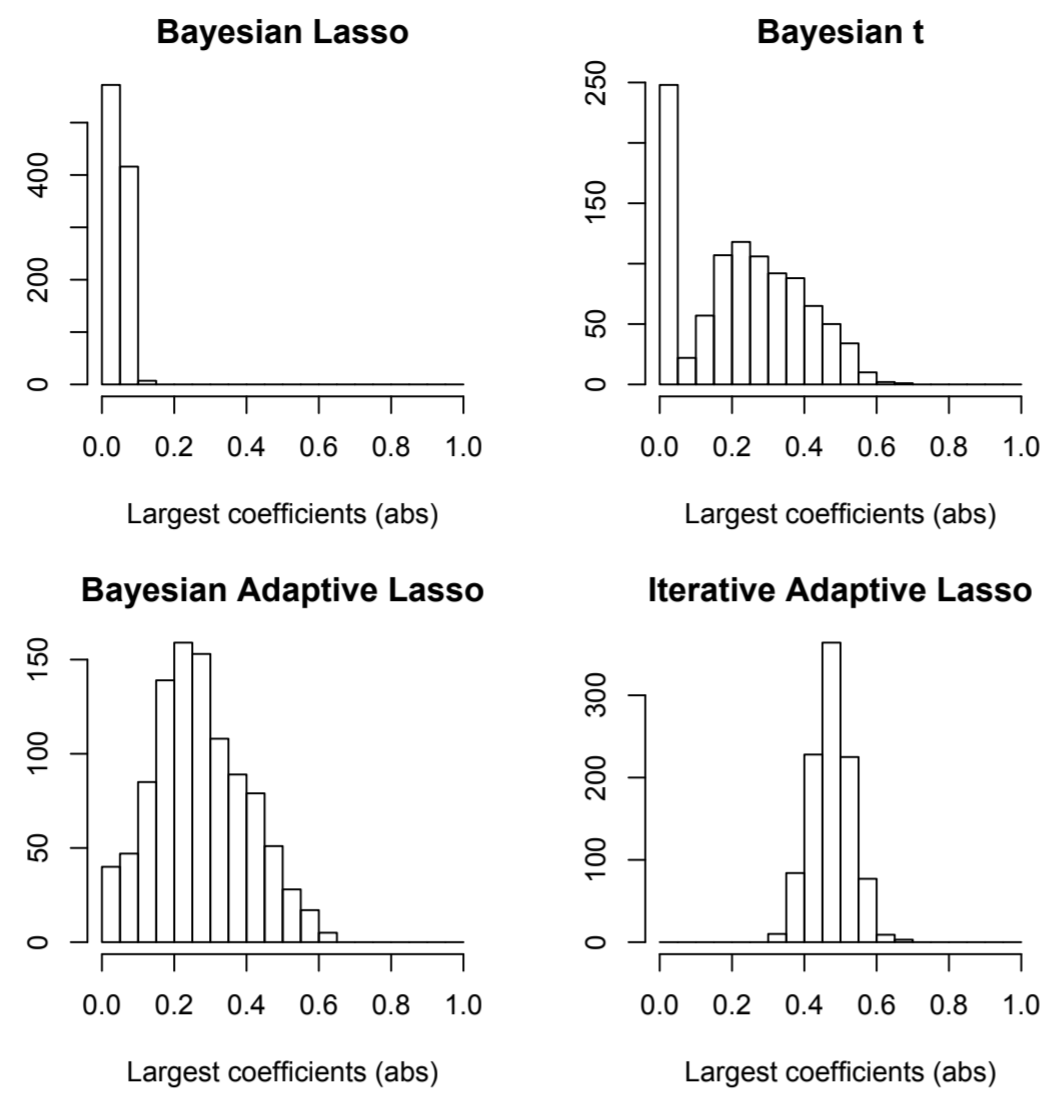 Bayesian Lasso
0 200 400
0.0 0.2 0.4 0.6 0.8 1.0
Largest coefficients (abs)
Bayesian t
0 50 150 250
0.0 0.2 0.4 0.6 0.8 1.0
Largest coefficients (abs)
Bayesian Adaptive Lasso
0 50 100 150
0.0 0.2 0.4 0.6 0.8 1.0
Largest coefficients (abs)
Iterative Adaptive Lasso
0 100 200 300
0.0 0.2 0.4 0.6 0.8 1.0
Largest coefficients (abs)